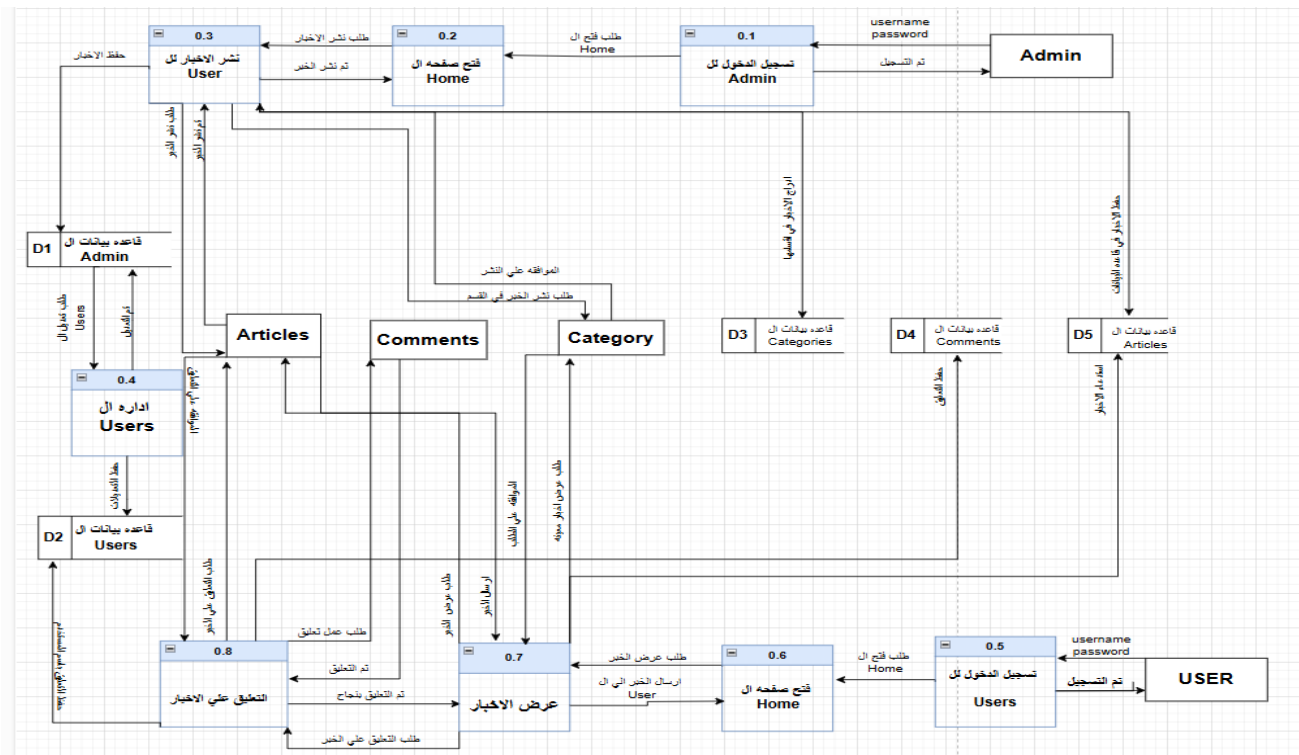 username
password
0.3
0.2
0.1
نشر الاخبار لل
User
فتح صفحه ال
Home
تسجيل الدخول لل
Admin
Admin
طلب نشر الاخبار
تم نشر الخبر
طلب فتح ال
Home
تم التسجيل
حفظ الاخبار
طلب نشر الخبر
تم نشر الخبر
ادراج الاخبار في اقسامها
حفظ الاخبار في قاعده البيانات
D1
قاعده بيانات ال
Admin
الموافقه علي النشر
طلب نشر الخبر في القسم
طلب تعديل ال
Users
تم التعديل
Articles
Comments
Category
D3
قاعده بيانات ال
Categories
D4
قاعده بيانات ال
Comments
D5
قاعده بيانات ال
Articles
0.4
اداره ال
Users
حفظ التعليق
استدعاء الاخبار
حفظ التعديلات
الموافقه علي الطلب
طلب عرض اخبار معينه
D2
قاعده بيانات ال
Users
طلب التعليق علي الخبر
طلب عرض الخبر
ارسال الخبر
طلب عمل تعليق
تم التعليق
تم التعليق بنجاح
طلب التعليق علي الخبر
0.8
التعليق علي الاخبار
0.7
عرض الاخبار
طلب عرض الخبر
ارسال الخبر الي ال
User
0.6
فتح صفحه ال
Home
طلب فتح ال
Home
0.5
تسجيل الدخول لل
Users
username
password
تم التسجيل
USER